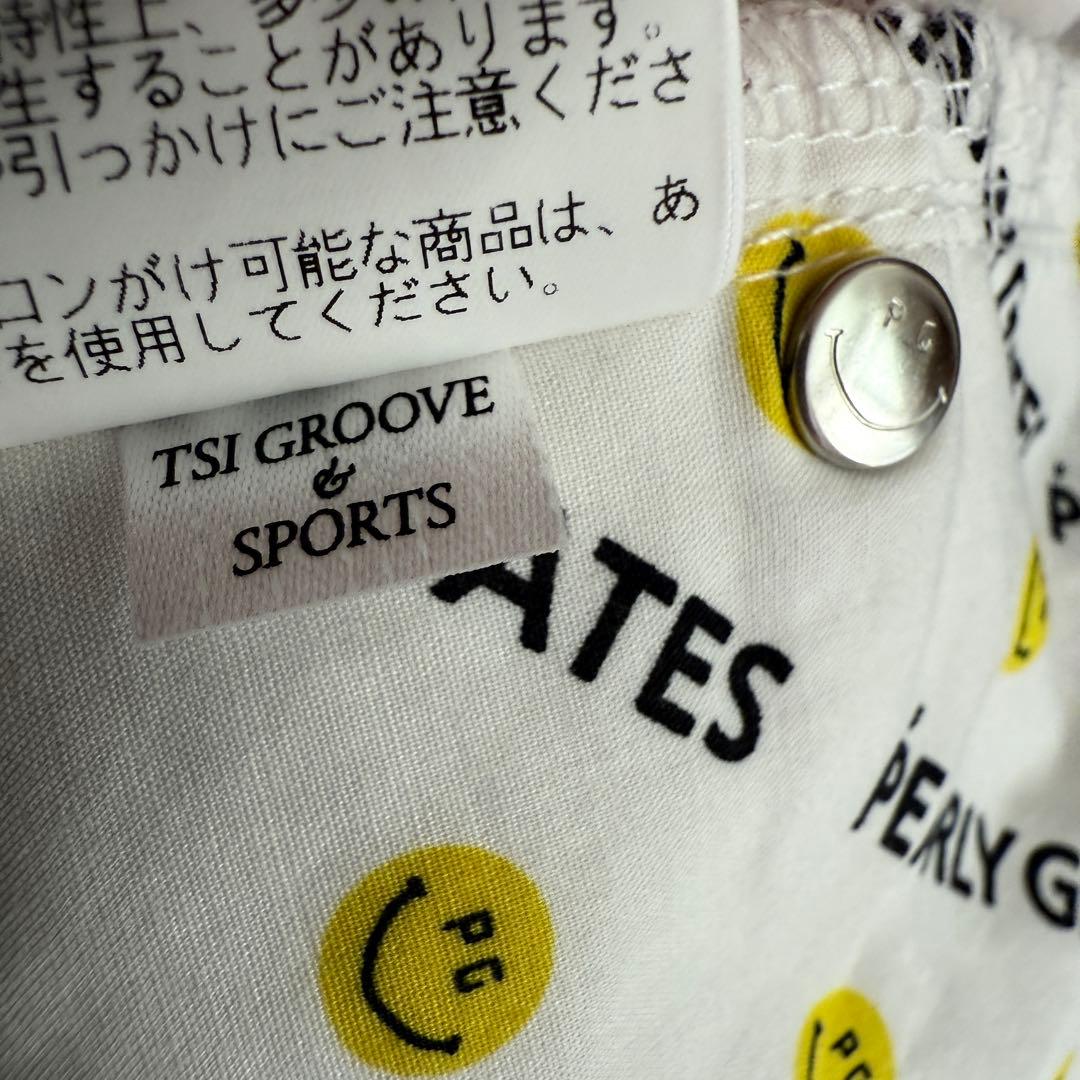 特性上、多
生することがあります。
引っかけにご注意くださ
コンがけ可能な商品は、あ
を使用してください。
TSI GROOVE
&
SPORTS
ATES
PG
PERLY G
PG
PG